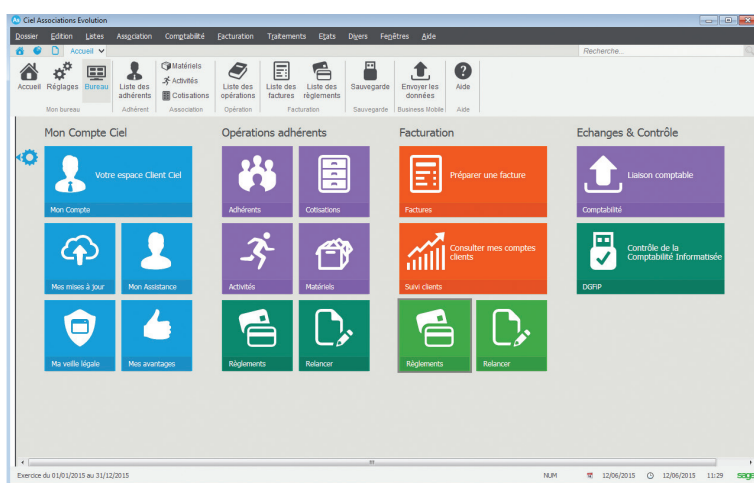 Ciel Associations Evolution
Dossier Edition Listes Association Comptabilité Facturation Traitements Etats Divers Fenêtres Aide
Accueil Recherche...
Accueil Réglages Bureau Liste des adhérents Matériels Activités Cotisations Liste des opérations Liste des factures Liste des règlements Sauvegarde Envoyer les données Aide
Mon bureau Adhérent Association Opération Facturation Sauvegarde Business Mobile Aide
Mon Compte Ciel Opérations adhérents Facturation Echanges & Contrôle
Votre espace Client Ciel Préparer une facture Liaison comptable
Mon Compte Adhérents Cotisations Factures Comptabilité
Consulter mes comptes clients Contrôle de la Comptabilité Informatisée
Mes mises à jour Mon Assistance Activités Matériels Suivi clients DGFiP
Ma veille légale Mes avantages Règlements Relancer Règlements Relancer
Exercice du 01/01/2015 au 31/12/2015 NUM 12/06/2015 12/06/2015 11:29 sage